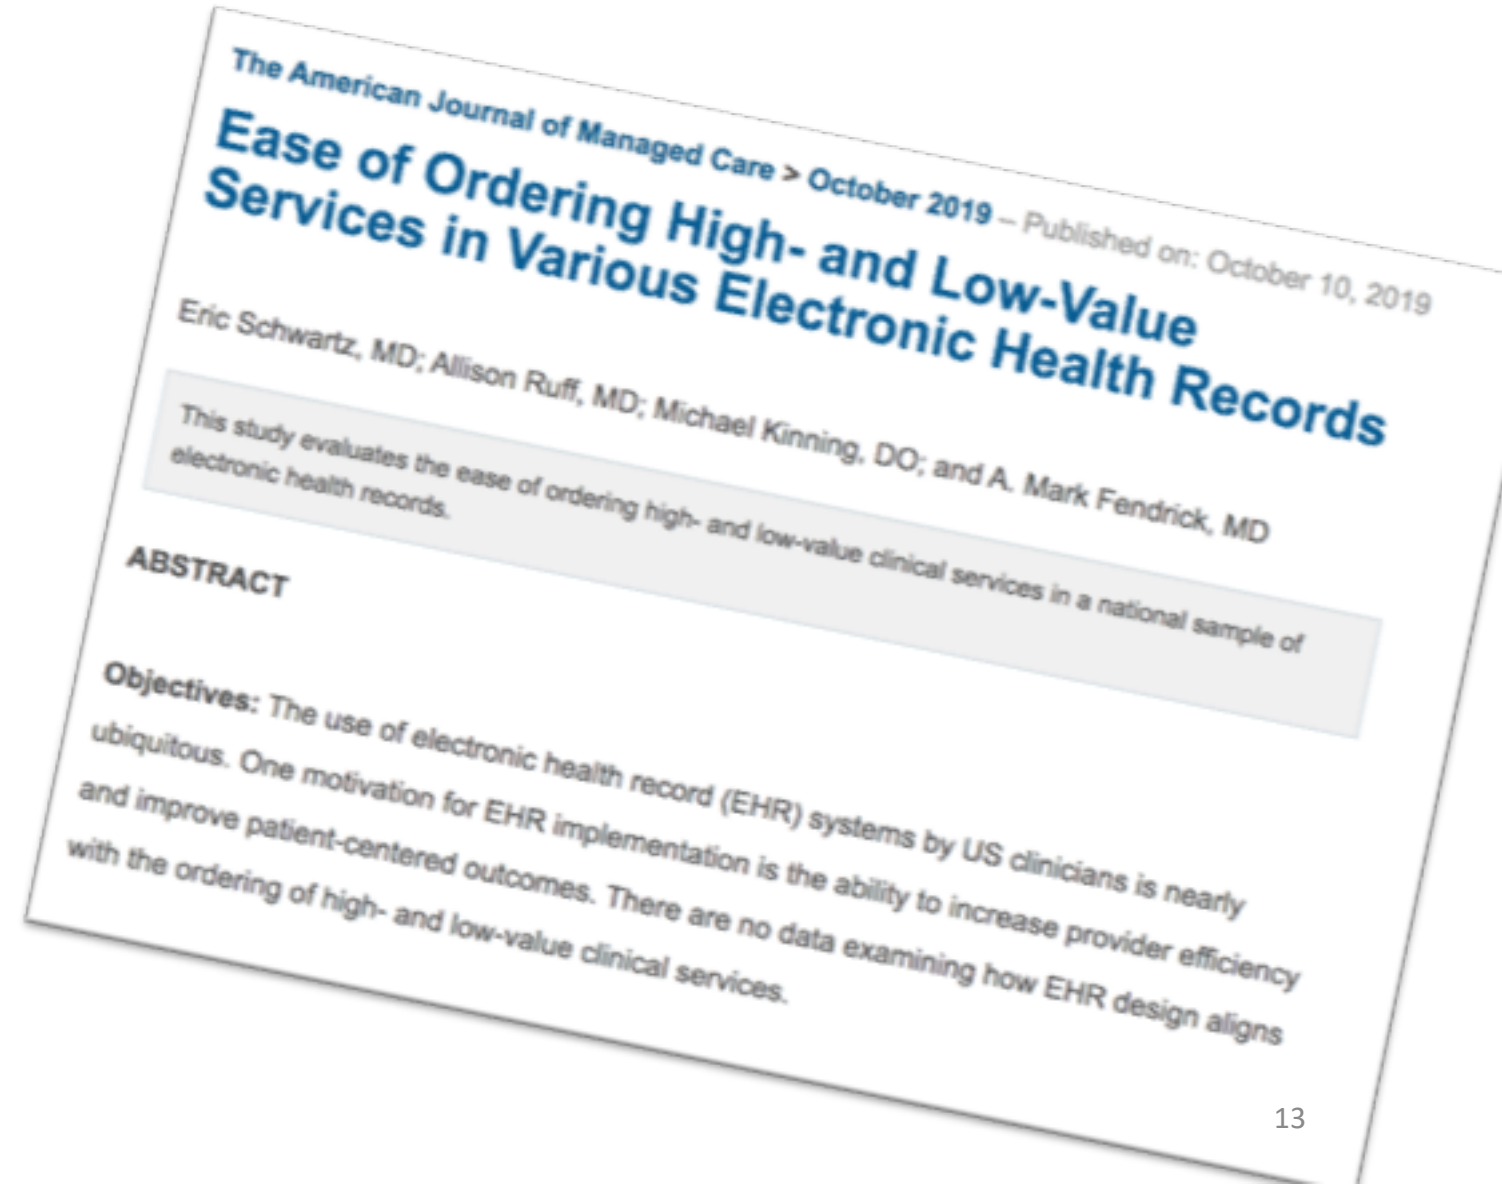 The American Journal of Managed Care > October 2019 – Published on: October 10, 2019
Ease of Ordering High- and Low-Value
Services in Various Electronic Health Records
Eric Schwartz, MD; Allison Ruff, MD; Michael Kinning, DO; and A. Mark Fendrick, MD
This study evaluates the ease of ordering high- and low-value clinical services in a national sample of
electronic health records.
ABSTRACT
Objectives: The use of electronic health record (EHR) systems by US clinicians is nearly
ubiquitous. One motivation for EHR implementation is the ability to increase provider efficiency
and improve patient-centered outcomes. There are no data examining how EHR design aligns
with the ordering of high- and low-value clinical services.
13